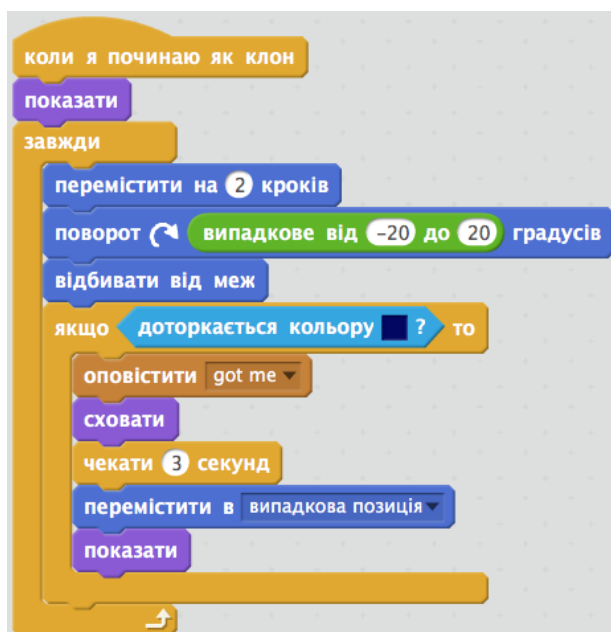 коли я починаю як клон
показати
завжди
перемістити на 2 кроків
поворот випадкове від -20 до 20 градусів
відбивати від меж
якщо доторкається кольору ? то
оповістити got me
сховати
чекати 3 секунд
перемістити в випадкова позиція
показати